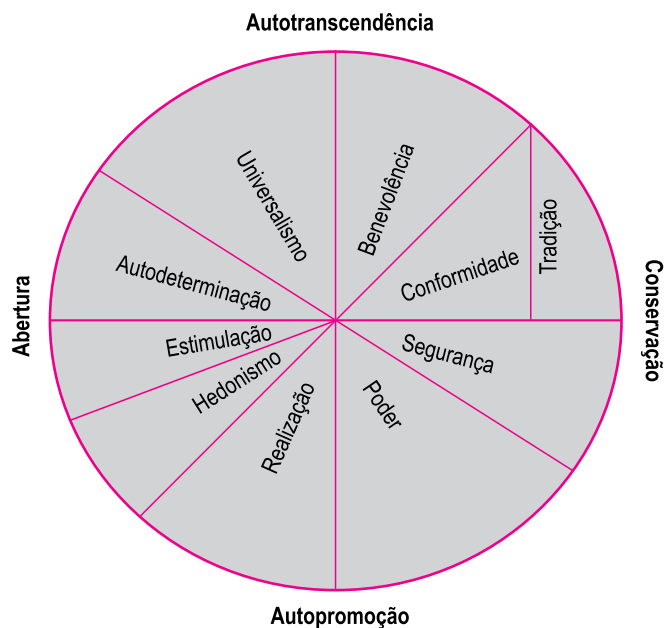 Autotranscendência
Universalismo
Benevolência
Tradição
Conformidade
Autodeterminação
Abertura
Conservação
Estimulação
Segurança
Hedonismo
Poder
Realização
Autopromoção